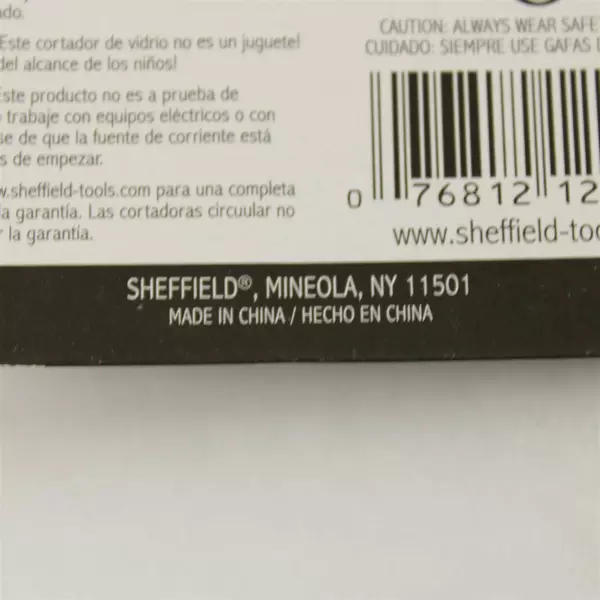 do.
Este cortador de vidrio no es un juguete!
del alcance de los niños!
Este producto no es a prueba de
trabaje con equipos eléctricos o con
se de que la fuente de corriente está
s de empezar.
w.sheffield-tools.com para una completa
a garantía. Las cortadoras circuular no
r la garantía.
CAUTION: ALWAYS WEAR SAFE
CUIDADO: SIEMPRE USE GAFAS
0 76812 12
www.sheffield-too
SHEFFIELD®, MINEOLA, NY 11501
MADE IN CHINA / HECHO EN CHINA